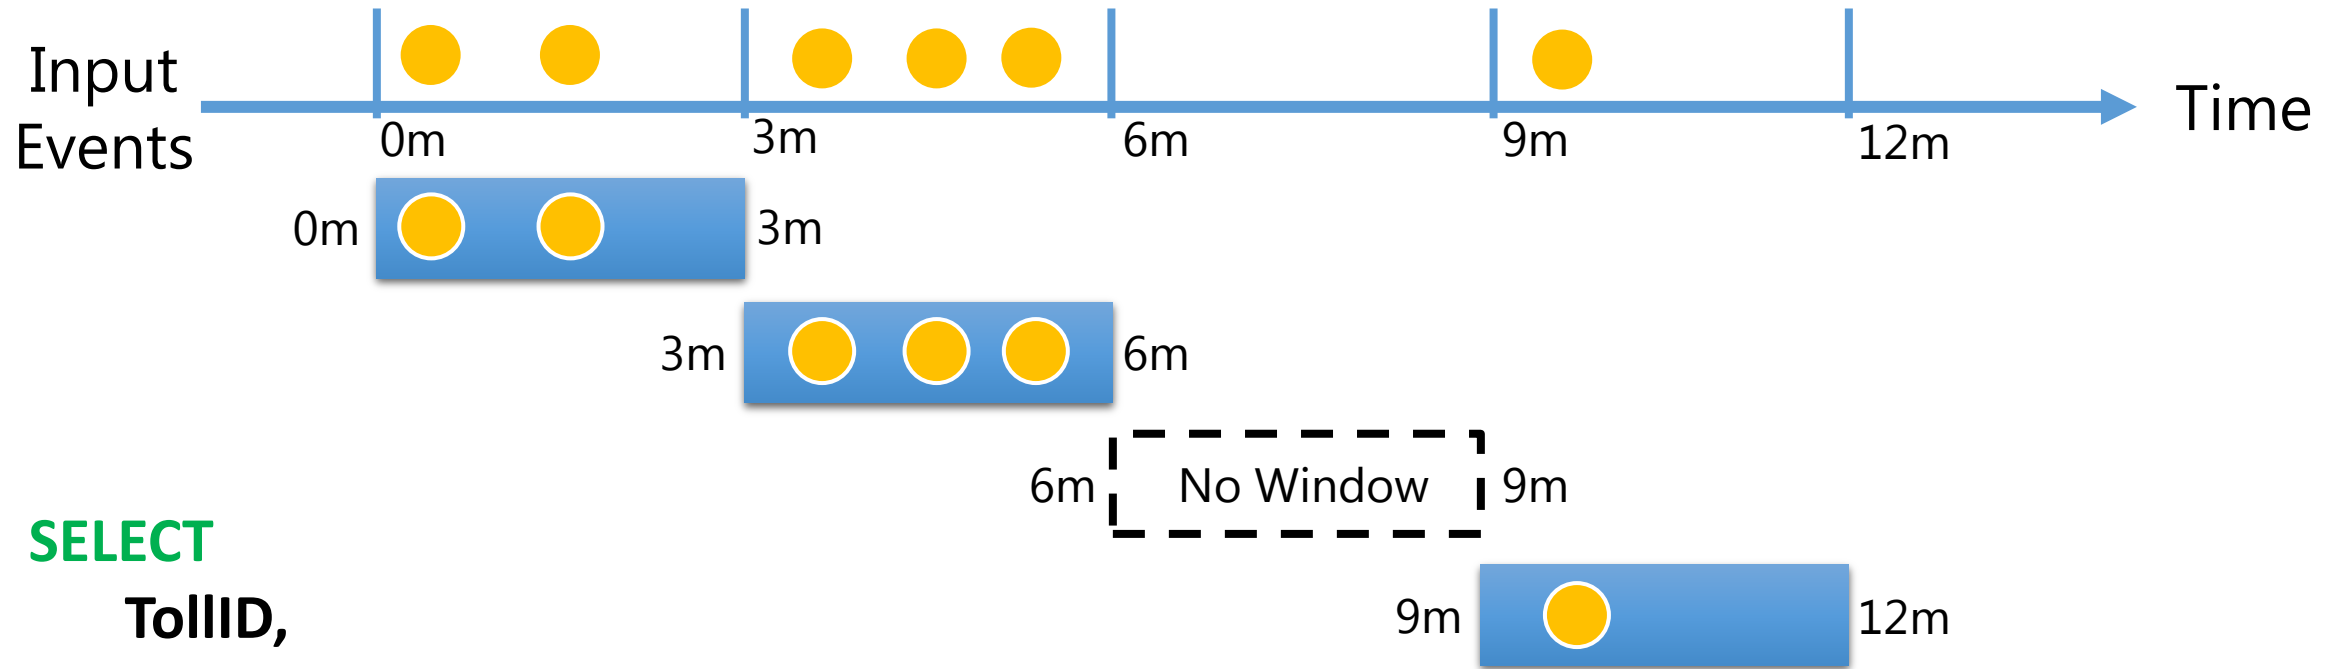 Input
Events
Time
0m
3m
6m
9m
12m
0m
3m
3m
6m
6m
No Window
9m
9m
12m
SELECT
TollID,